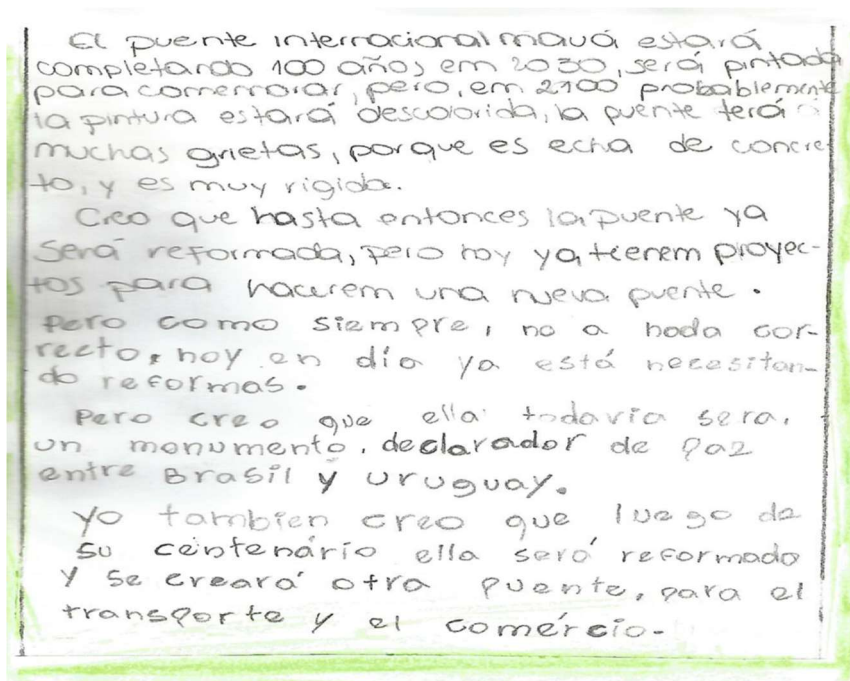 El puente internacional mauá estará
completando 100 años em 2030, será pintada
para comemorar, pero, em 2100 probablemente
la pintura estará descolorida, la puente terá
muchas grietas, porque es echa de concre
to, y es muy rigida.
Creo que hasta entonces la puente ya
Será reformada, pero hoy ya tienem proyec-
tos para hacerem una nueva puente.
Pero como siempre, no a hoda cor-
recto, hoy en día ya está necesitan-
do reformas.
Pero creo que ella todavía sera,
un monumento, declarador de paz
entre Brasil y uruguay.
yo tambien creo que luego de
su centenário ella será reformado
y se creará otra puente, para el
transporte y el comércio.